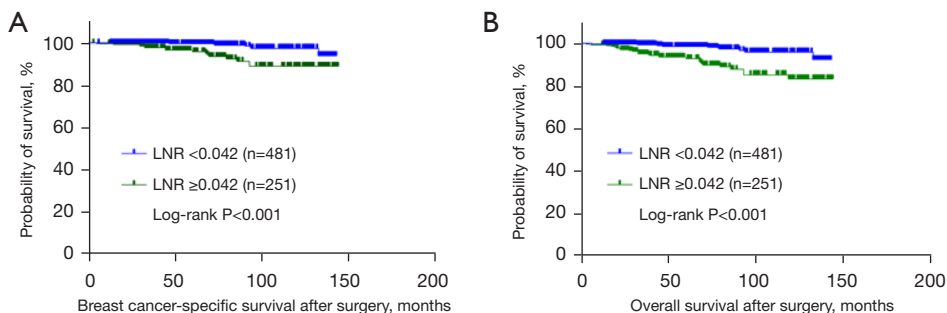 A
Probability of survival, %
100
80
60
40
20
0
LNR <0.042 (n=481)
LNR ≥0.042 (n=251)
Log-rank P<0.001
0 50 100 150 200
Breast cancer-specific survival after surgery, months
B
Probability of survival, %
100
80
60
40
20
0
LNR <0.042 (n=481)
LNR ≥0.042 (n=251)
Log-rank P<0.001
0 50 100 150 200
Overall survival after surgery, months